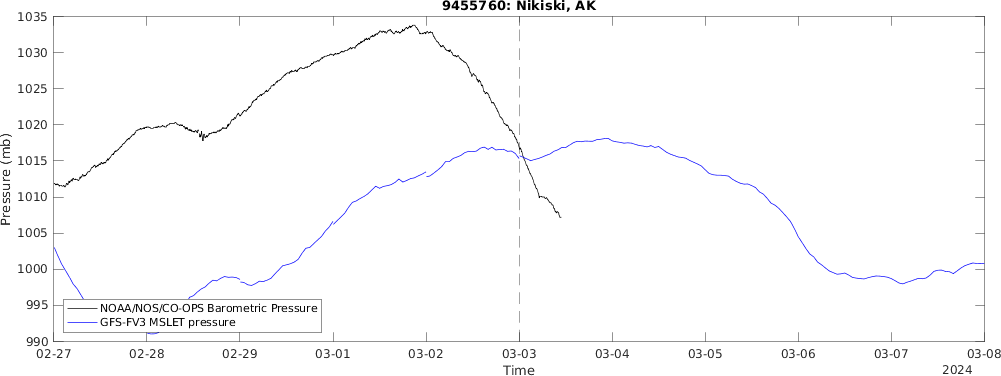 9455760: Nikiski, AK
1035
1030
1025
1020
1015
1010
1005
1000
995
990
Pressure (mb)
NOAA/NOS/CO-OPS Barometric Pressure
GFS-FV3 MSLET pressure
02-27 02-28 02-29 03-01 03-02 03-03 03-04 03-05 03-06 03-07 03-08
Time
2024